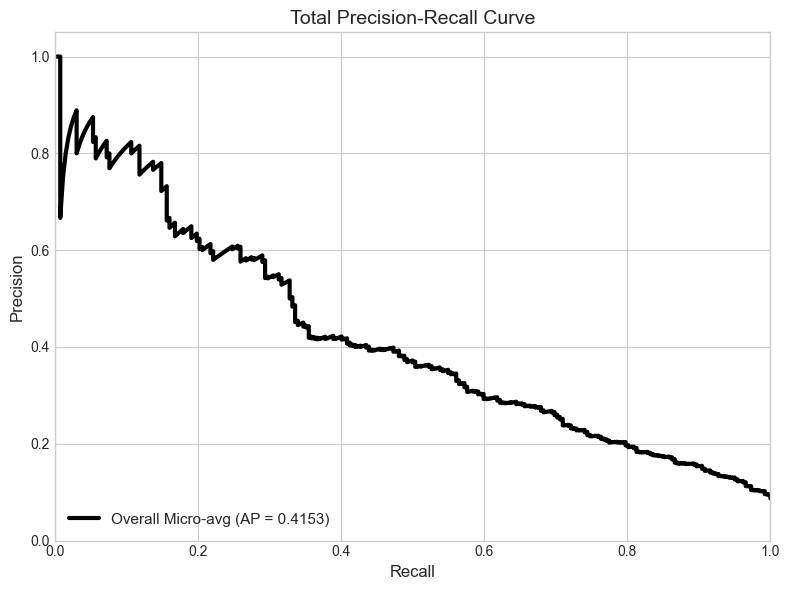 Total Precision-Recall Curve
Precision
1.0
0.8
0.6
0.4
0.2
0.0
Overall Micro-avg (AP = 0.4153)
0.0 0.2 0.4 0.6 0.8 1.0
Recall